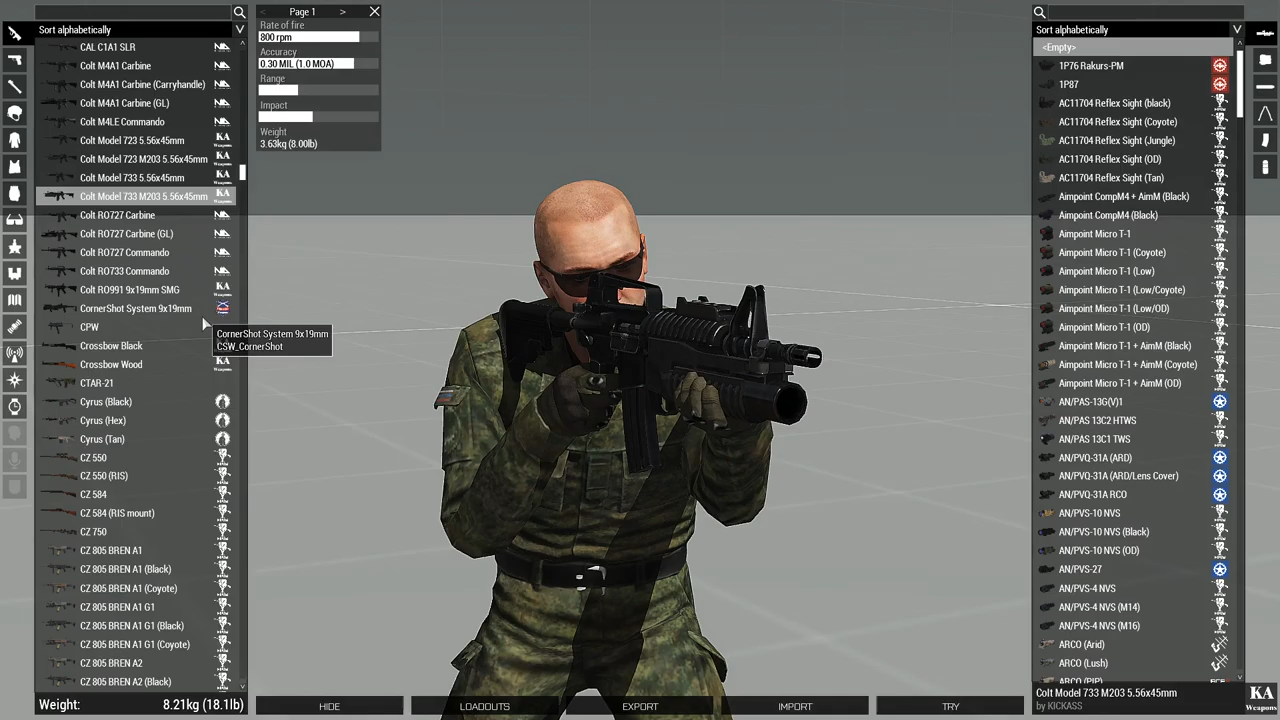 Sort alphabetically
CAL C1A1 SLR
Colt M4A1 Carbine
Colt M4A1 Carbine (Carryhandle)
Colt M4A1 Carbine (GL)
Colt M4LE Commando
Colt Model 723 5.56x45mm
KA
Weapons
Colt Model 723 M203 5.56x45mm
KA
Weapons
Colt Model 733 5.56x45mm
KA
Weapons
Colt Model 733 M203 5.56x45mm
KA
Weapons
Colt RO727 Carbine
Colt RO727 Carbine (GL)
Colt RO727 Commando
Colt RO733 Commando
Colt RO991 9x19mm SMG
KA
Weapons
CornerShot System 9x19mm
CPW
Crossbow Black
Crossbow Wood
KA
Weapons
CTAR-21
Cyrus (Black)
Cyrus (Hex)
Cyrus (Tan)
CZ 550
CZ 550 (RIS)
CZ 584
CZ 584 (RIS mount)
CZ 750
CZ 805 BREN A1
CZ 805 BREN A1 (Black)
CZ 805 BREN A1 (Coyote)
CZ 805 BREN A1 G1
CZ 805 BREN A1 G1 (Black)
CZ 805 BREN A1 G1 (Coyote)
CZ 805 BREN A2
CZ 805 BREN A2 (Black)
Weight: 8.21kg (18.1lb)
< Page 1 >
Rate of fire
800 rpm
Accuracy
0.30 MIL (1.0 MOA)
Range
Impact
Weight
3.63kg (8.00lb)
CornerShot System 9x19mm
CSW_CornerShot
HIDE
LOADOUTS
EXPORT
IMPORT
TRY
Sort alphabetically
<Empty>
1P76 Rakurs-PM
1P87
AC11704 Reflex Sight (black)
AC11704 Reflex Sight (Coyote)
AC11704 Reflex Sight (Jungle)
AC11704 Reflex Sight (OD)
AC11704 Reflex Sight (Tan)
Aimpoint CompM4 + AimM (Black)
Aimpoint CompM4 (Black)
Aimpoint Micro T-1
Aimpoint Micro T-1 (Coyote)
Aimpoint Micro T-1 (Low)
Aimpoint Micro T-1 (Low/Coyote)
Aimpoint Micro T-1 (Low/OD)
Aimpoint Micro T-1 (OD)
Aimpoint Micro T-1 + AimM (Black)
Aimpoint Micro T-1 + AimM (Coyote)
Aimpoint Micro T-1 + AimM (OD)
AN/PAS-13G(V)1
AN/PAS 13C2 HTWS
AN/PAS 13C1 TWS
AN/PVQ-31A (ARD)
AN/PVQ-31A (ARD/Lens Cover)
AN/PVQ-31A RCO
AN/PVS-10 NVS
AN/PVS-10 NVS (Black)
AN/PVS-10 NVS (OD)
AN/PVS-27
AN/PVS-4 NVS
AN/PVS-4 NVS (M14)
AN/PVS-4 NVS (M16)
ARCO (Arid)
ARCO (Lush)
ARCO (PIP)
Colt Model 733 M203 5.56x45mm
by KICKASS
KA
Weapons